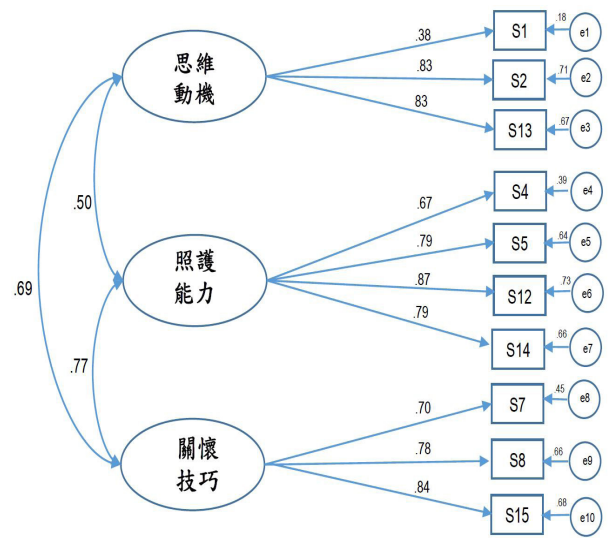 思維
動機
.38
S1
.18
e1
.83
S2
.71
e2
83
S13
.67
e3
.50
.69
照護
能力
.67
S4
.39
e4
.79
S5
.64
e5
.87
S12
.73
e6
.79
S14
.66
e7
.77
關懷
技巧
.70
S7
.45
e8
.78
S8
.66
e9
.84
S15
.68
e10